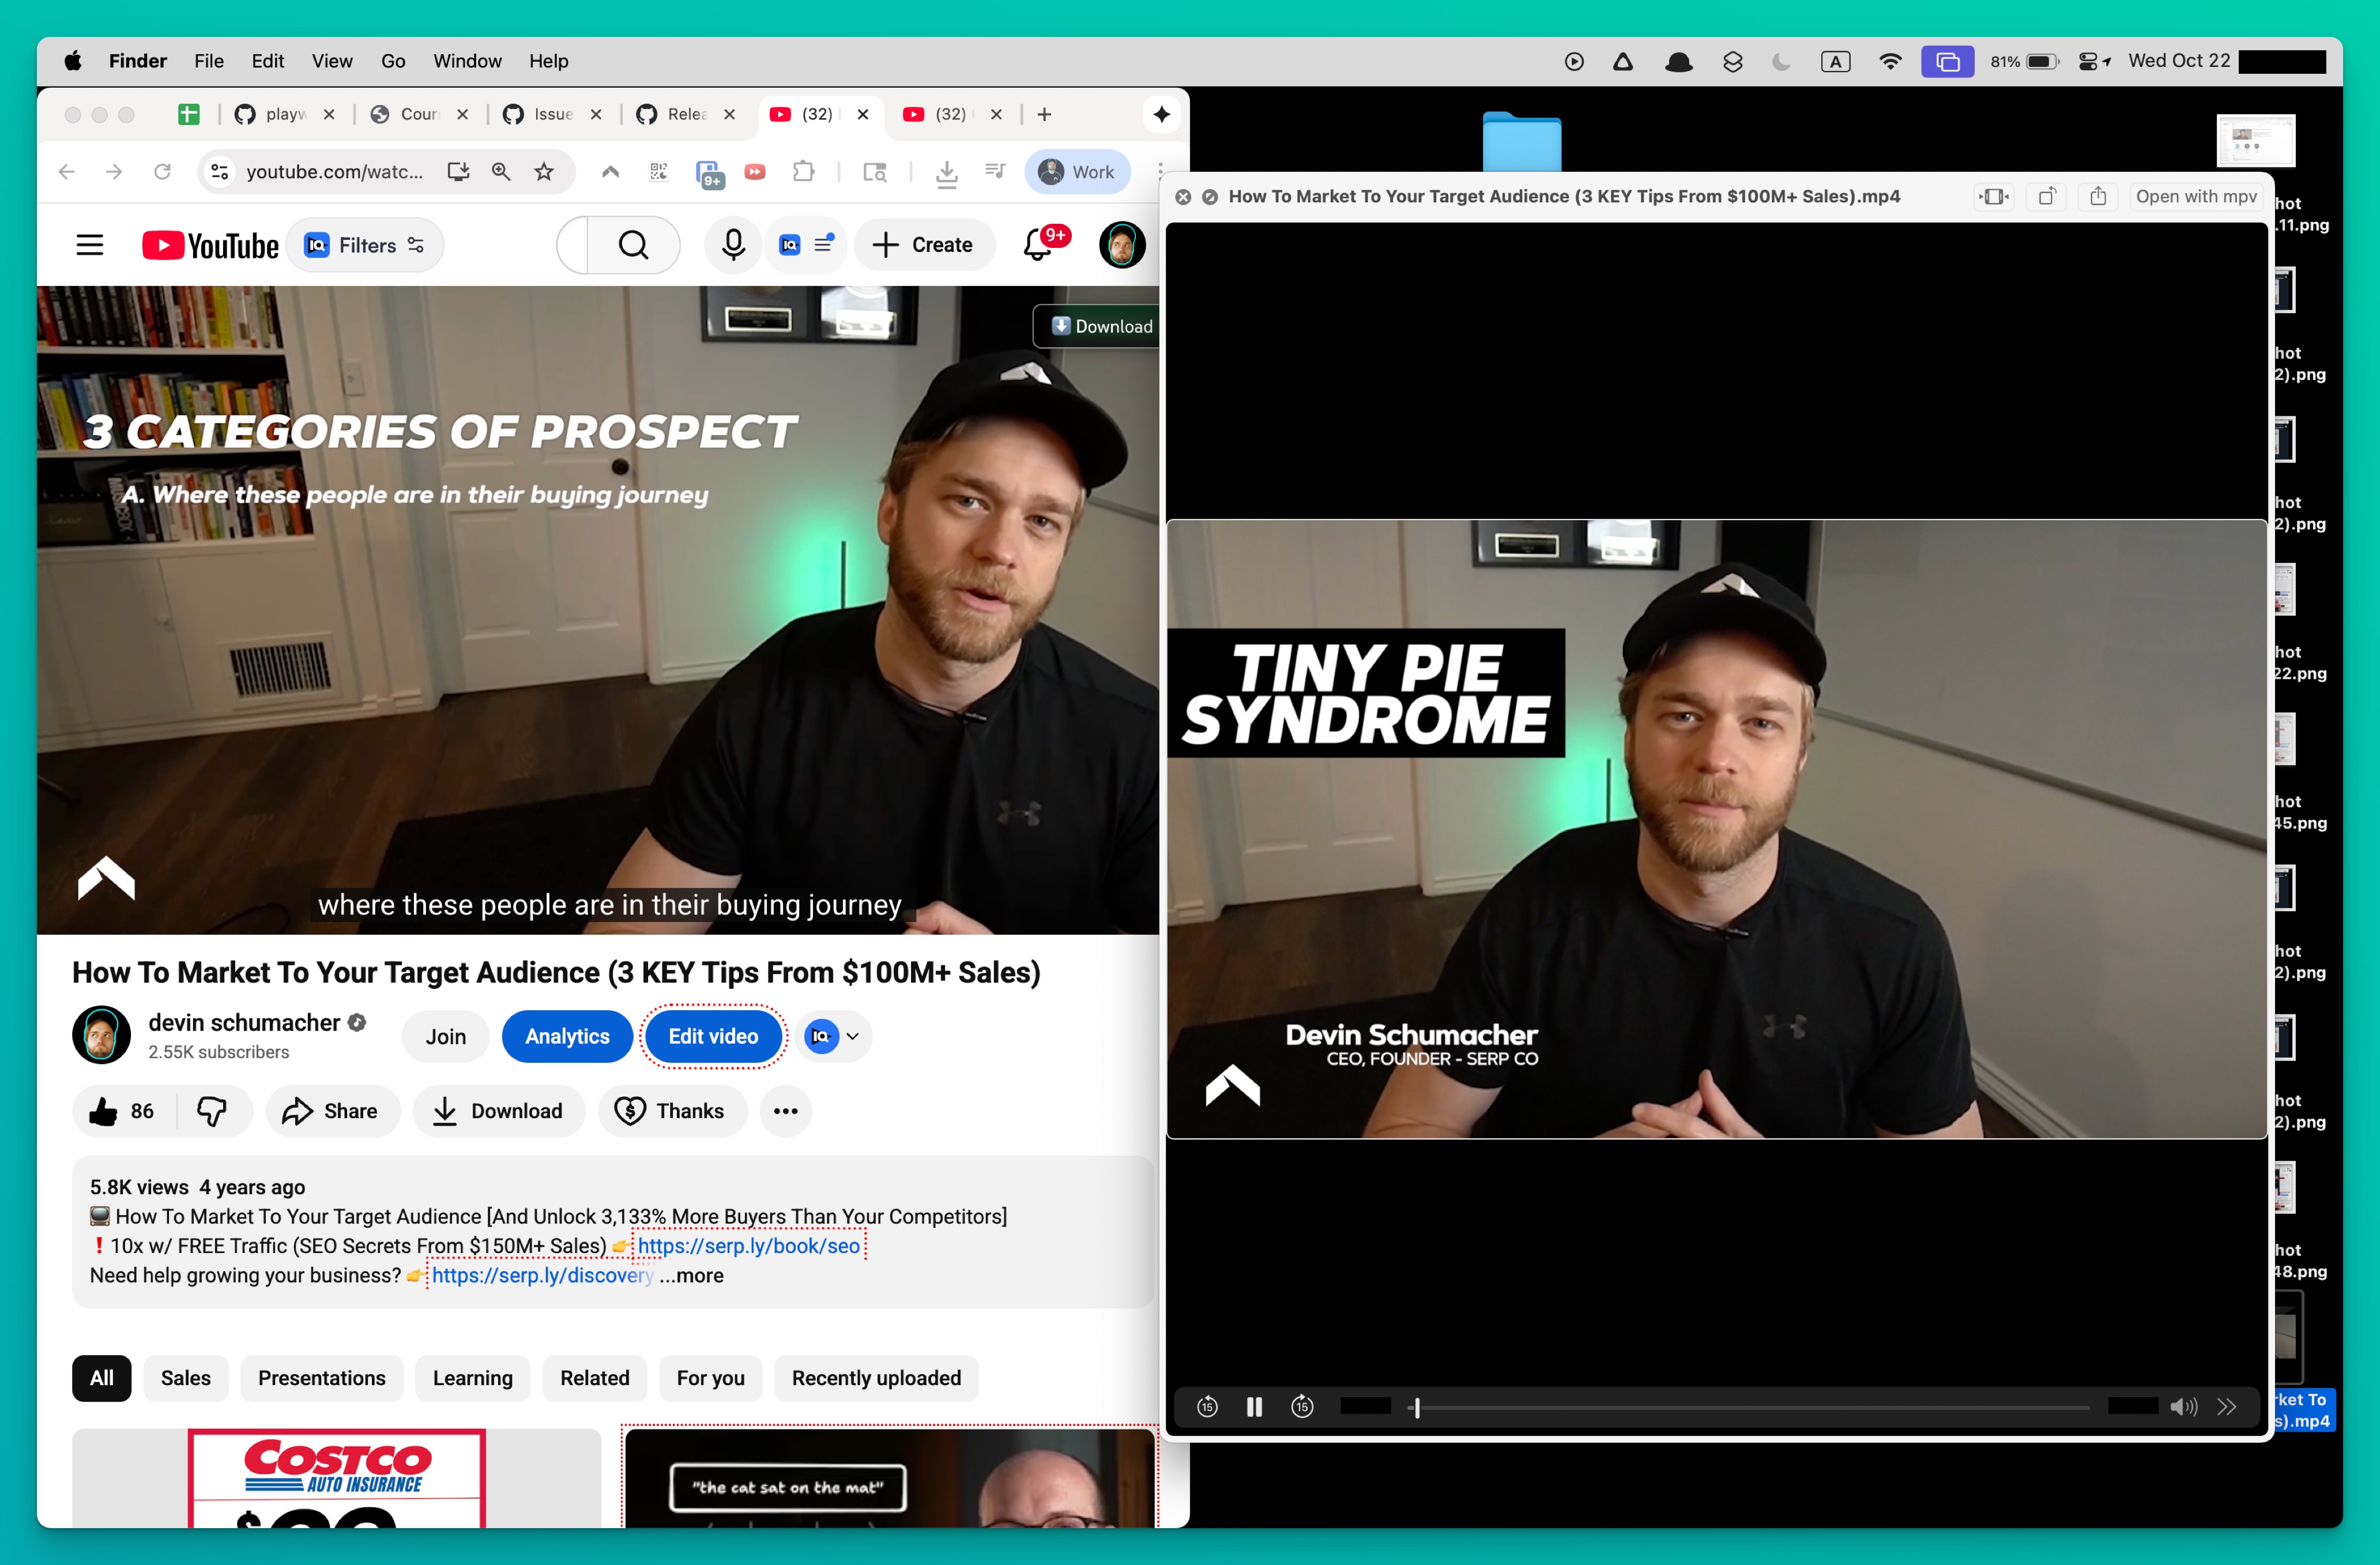 Finder File Edit View Go Window Help
A 81% Wed Oct 22
playw Cour Issue Relea (32) (32)
youtube.com/watc... 9+ Work
YouTube Filters Create 9+
Download
3 CATEGORIES OF PROSPECT
A. Where these people are in their buying journey
where these people are in their buying journey
How To Market To Your Target Audience (3 KEY Tips From $100M+ Sales)
devin schumacher
2.55K subscribers
Join Analytics Edit video
86 Share Download Thanks
5.8K views 4 years ago
How To Market To Your Target Audience [And Unlock 3,133% More Buyers Than Your Competitors]
10x w/ FREE Traffic (SEO Secrets From $150M+ Sales) https://serp.ly/book/seo
Need help growing your business? https://serp.ly/discovery ...more
All Sales Presentations Learning Related For you Recently uploaded
COSTCO
AUTO INSURANCE
"the cat sat on the mat"
How To Market To Your Target Audience (3 KEY Tips From $100M+ Sales).mp4 Open with mpv
TINY PIE
SYNDROME
UNDER ARMOUR
Devin Schumacher
CEO, FOUNDER - SERP CO
15 15
hot
.11.png
hot
2).png
hot
2).png
hot
22.png
hot
45.png
hot
2).png
hot
2).png
hot
48.png
rket To
s).mp4